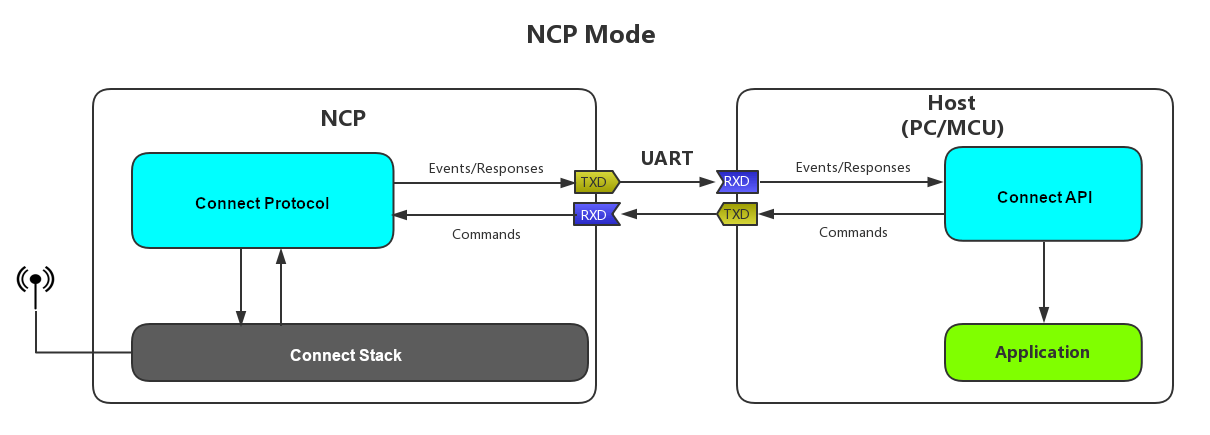 NCP Mode
NCP
Host
(PC/MCU)
Events/Responses
UART
Events/Responses
TXD
RXD
Connect Protocol
Connect API
RXD
TXD
Commands
Commands
Connect Stack
Application